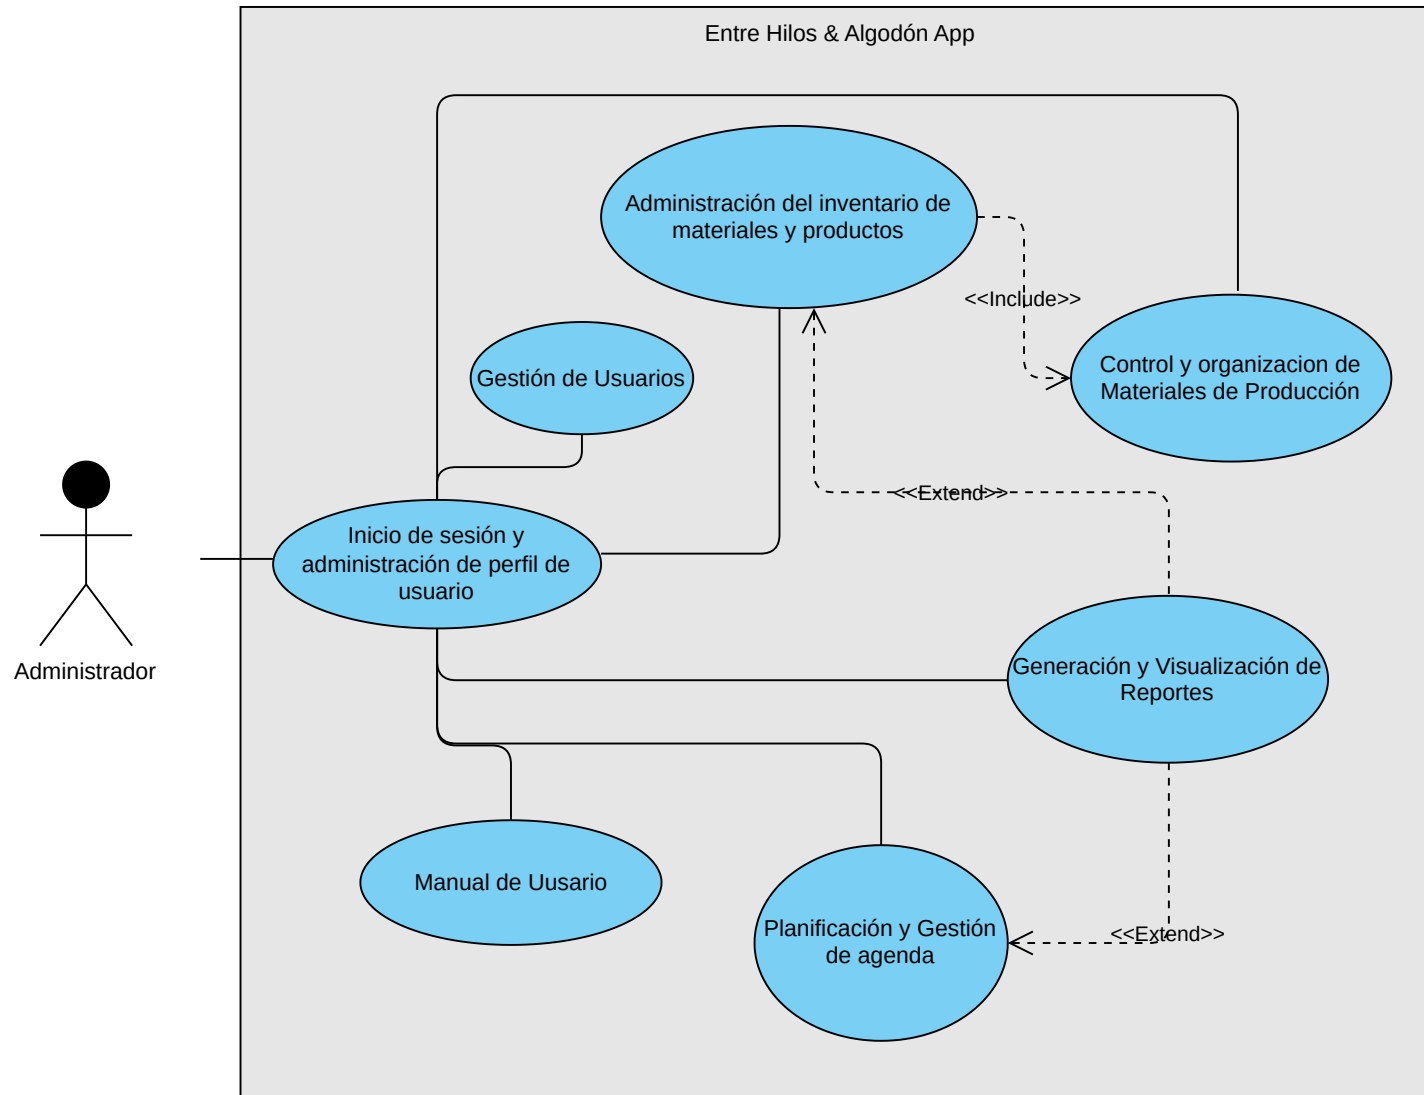 Entre Hilos & Algodón App
Administración del inventario de
materiales y productos
<<Include>>
Control y organizacion de
Materiales de Producción
Gestión de Usuarios
<<Extend>>
Inicio de sesión y
administración de perfil de
usuario
Administrador
Generación y Visualización de
Reportes
Manual de Uusario
Planificación y Gestión
de agenda
<<Extend>>